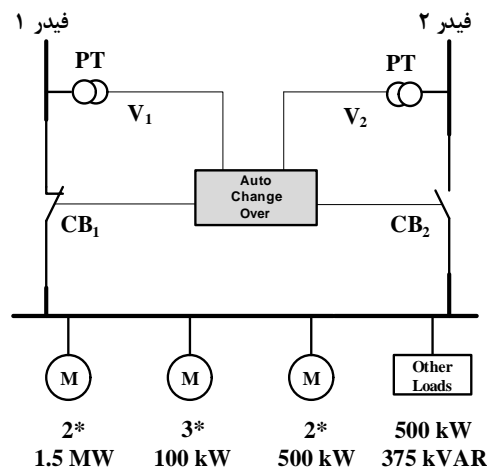 فیدر ۱
فیدر ۲
PT
PT
V₁
V₂
Auto
Change
Over
CB₁
CB₂
M
M
M
Other
Loads
2*
3*
2*
500 kW
1.5 MW
100 kW
500 kW
375 kVAR